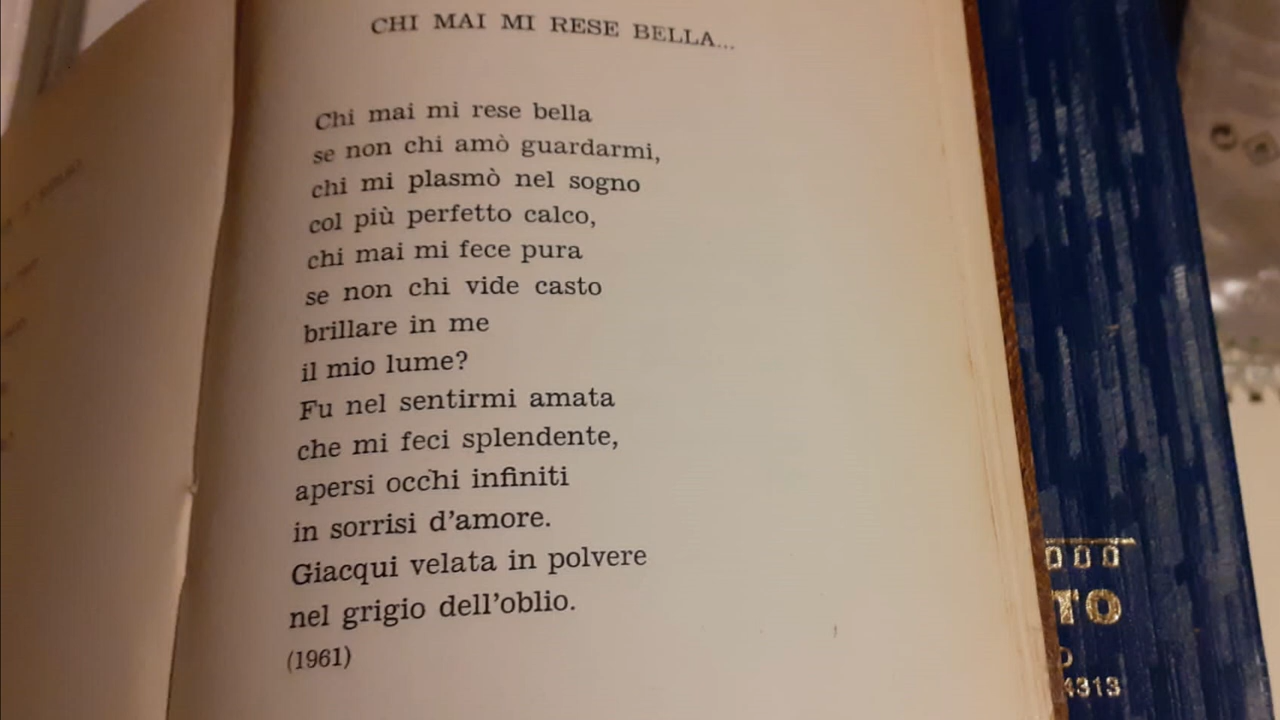 CHI MAI MI RESE BELLA...
Chi mai mi rese bella
se non chi amò guardarmi,
chi mi plasmò nel sogno
col più perfetto calco,
chi mai mi fece pura
se non chi vide casto
brillare in me
il mio lume?
Fu nel sentirmi amata
che mi feci splendente,
apersi occhi infiniti
in sorrisi d'amore.
Giacqui velata in polvere
nel grigio dell'oblio.
(1961)
TO
4313